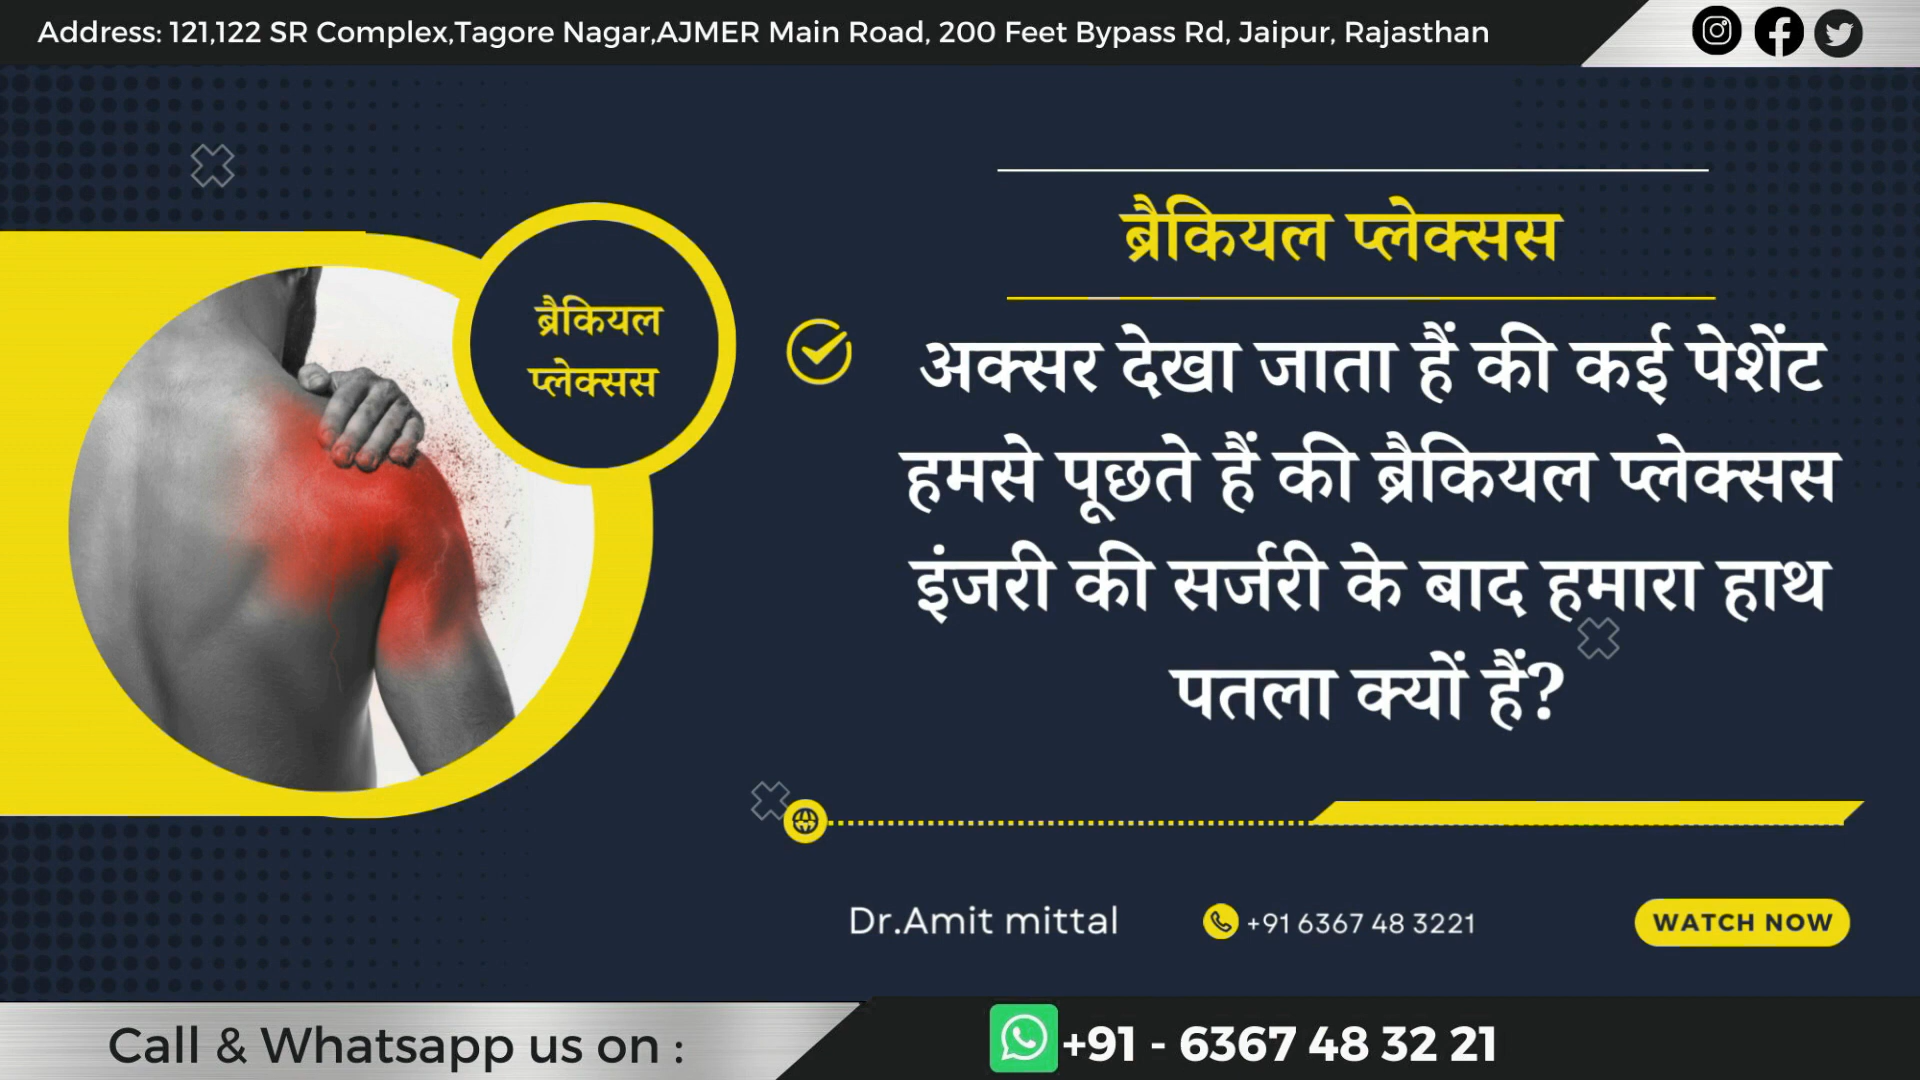 Address: 121,122 SR Complex,Tagore Nagar,AJMER Main Road, 200 Feet Bypass Rd, Jaipur, Rajasthan
ब्रैकियल
प्लेक्सस
ब्रैकियल प्लेक्सस
अक्सर देखा जाता हैं की कई पेशेंट
हमसे पूछते हैं की ब्रैकियल प्लेक्सस
इंजरी की सर्जरी के बाद हमारा हाथ
पतला क्यों हैं?
Dr.Amit mittal
+91 6367 48 3221
WATCH NOW
Call & Whatsapp us on :
+91 - 6367 48 32 21